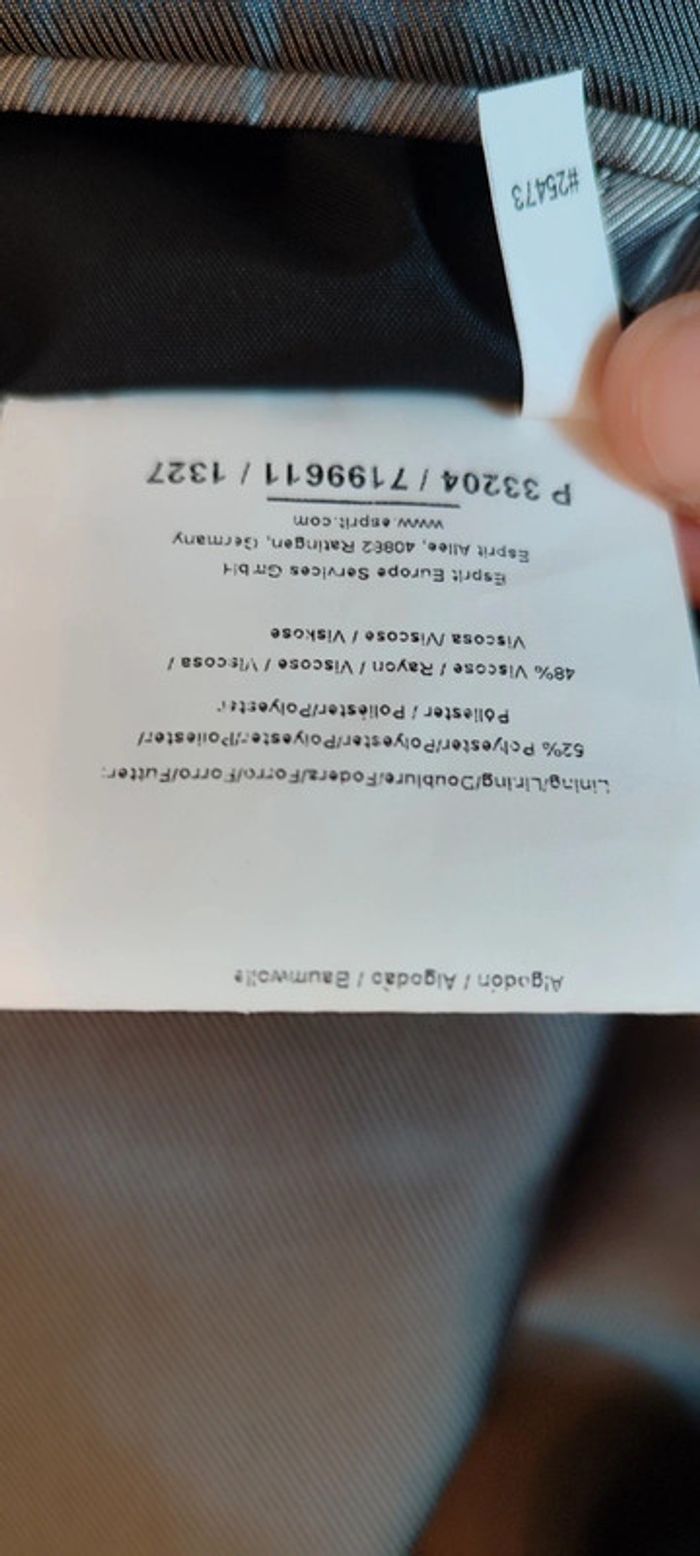 Algodón / Algodão / Baumwolle
Lining/Lining/Doublure/Fodera/Forro/Forro/Futter:
52% Polyester/Polyester/Polyester/Poliester/
Póliester / Poliéster/Polyester
48% Viscose / Rayon / Viscose / Viscosa /
Viscosa /Viscose / Viskose
Esprit Europe Services GmbH
Esprit Allee, 40882 Ratingen, Germany
www.esprit.com
P 33204 / 7199611 / 1327
#25473